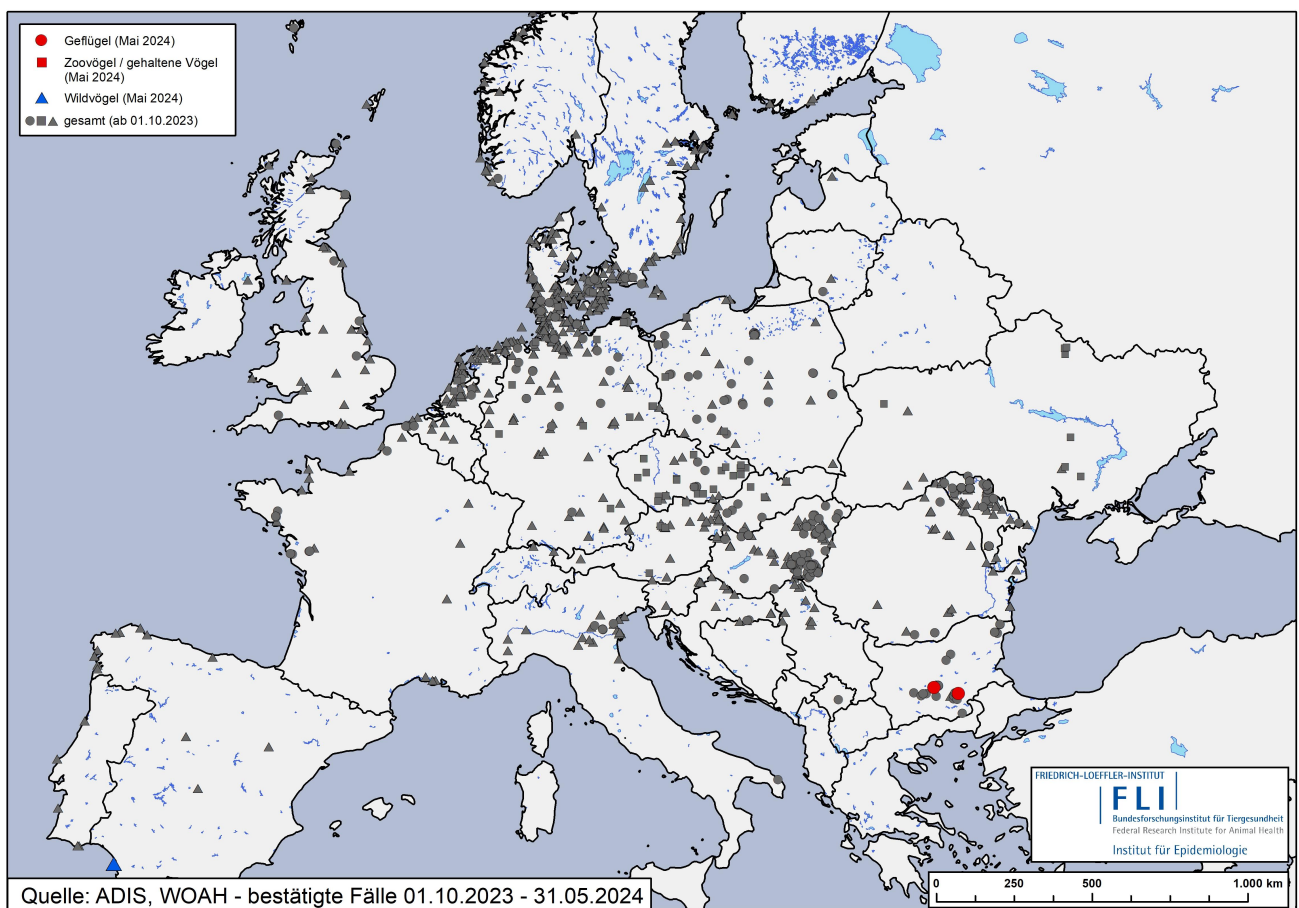 Geflügel (Mai 2024)
Zoovögel / gehaltene Vögel
(Mai 2024)
Wildvögel (Mai 2024)
gesamt (ab 01.10.2023)
FRIEDRICH-LOEFFLER-INSTITUT
FLI
Bundesforschungsinstitut für Tiergesundheit
Federal Research Institute for Animal Health
Institut für Epidemiologie
0 250 500 1.000 km
Quelle: ADIS, WOAH - bestätigte Fälle 01.10.2023 - 31.05.2024